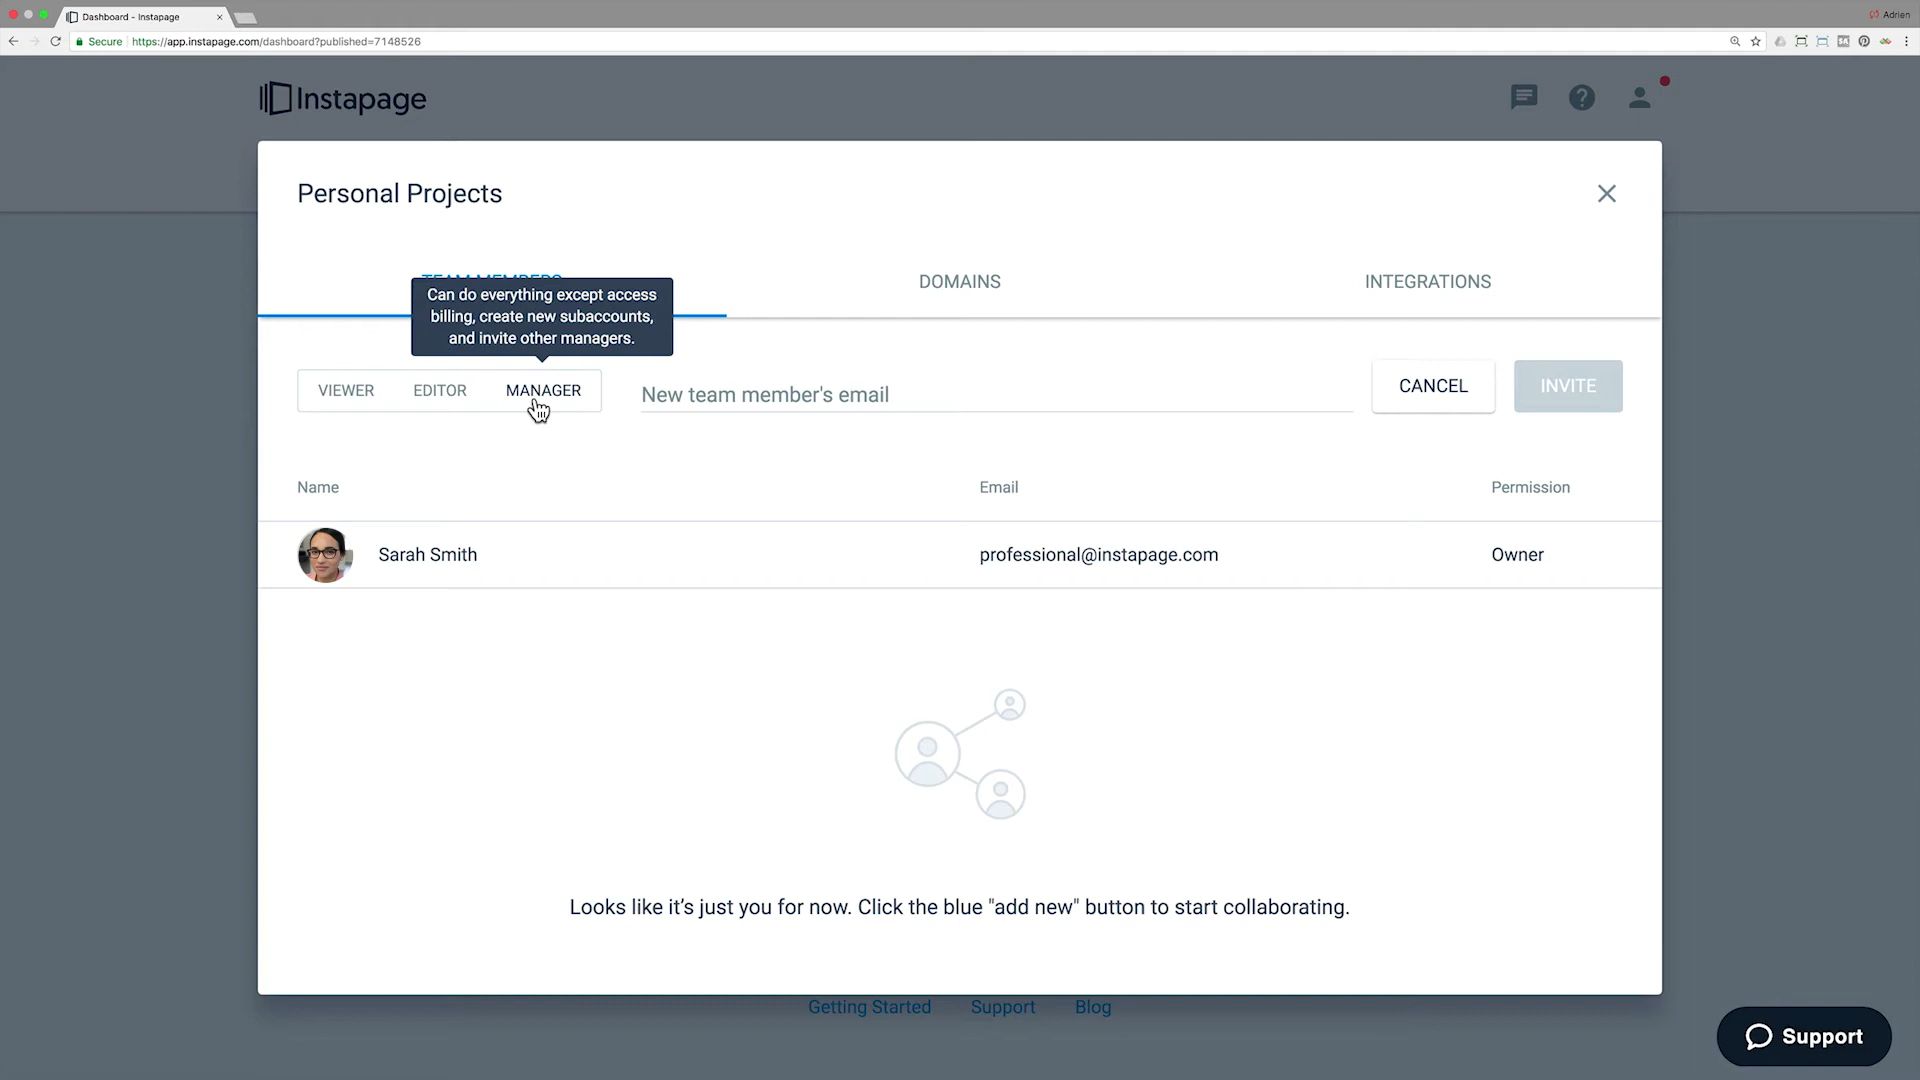 Dashboard - Instapage
Adrien
Secure https://app.instapage.com/dashboard?published=7148526
Instapage
Personal Projects
TEAM MEMBERS
DOMAINS
INTEGRATIONS
Can do everything except access
billing, create new subaccounts,
and invite other managers.
VIEWER EDITOR MANAGER
New team member's email
CANCEL
INVITE
Name Email Permission
Sarah Smith professional@instapage.com Owner
Looks like it’s just you for now. Click the blue "add new" button to start collaborating.
Getting Started Support Blog
Support